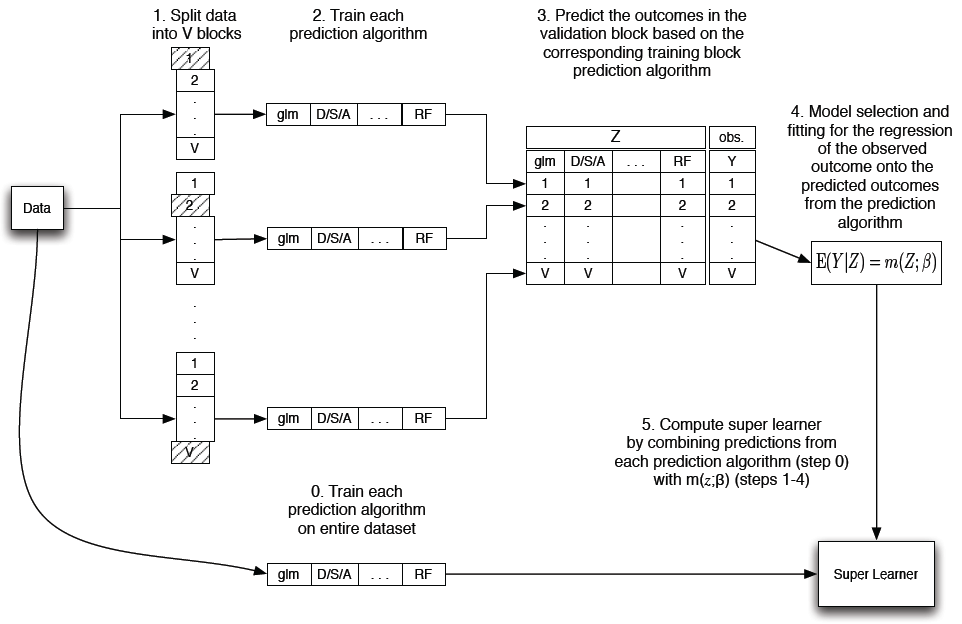 1. Split data
into V blocks
2. Train each
prediction algorithm
3. Predict the outcomes in the
validation block based on the
corresponding training block
prediction algorithm
4. Model selection and
fitting for the regression
of the observed
outcome onto the
predicted outcomes
from the prediction
algorithm
Data
1
2
.
.
.
V
glm D/S/A . . . RF
1
2
.
.
.
V
glm D/S/A . . . RF
.
.
.
1
2
.
.
.
V
glm D/S/A . . . RF
Z obs.
glm D/S/A . . . RF Y
1 1 1 1
2 2 2 2
. . . .
. . . .
. . . .
V V V V
E(Y|Z) = m(Z; β)
5. Compute super learner
by combining predictions from
each prediction algorithm (step 0)
with m(z;β) (steps 1-4)
0. Train each
prediction algorithm
on entire dataset
glm D/S/A . . . RF
Super Learner